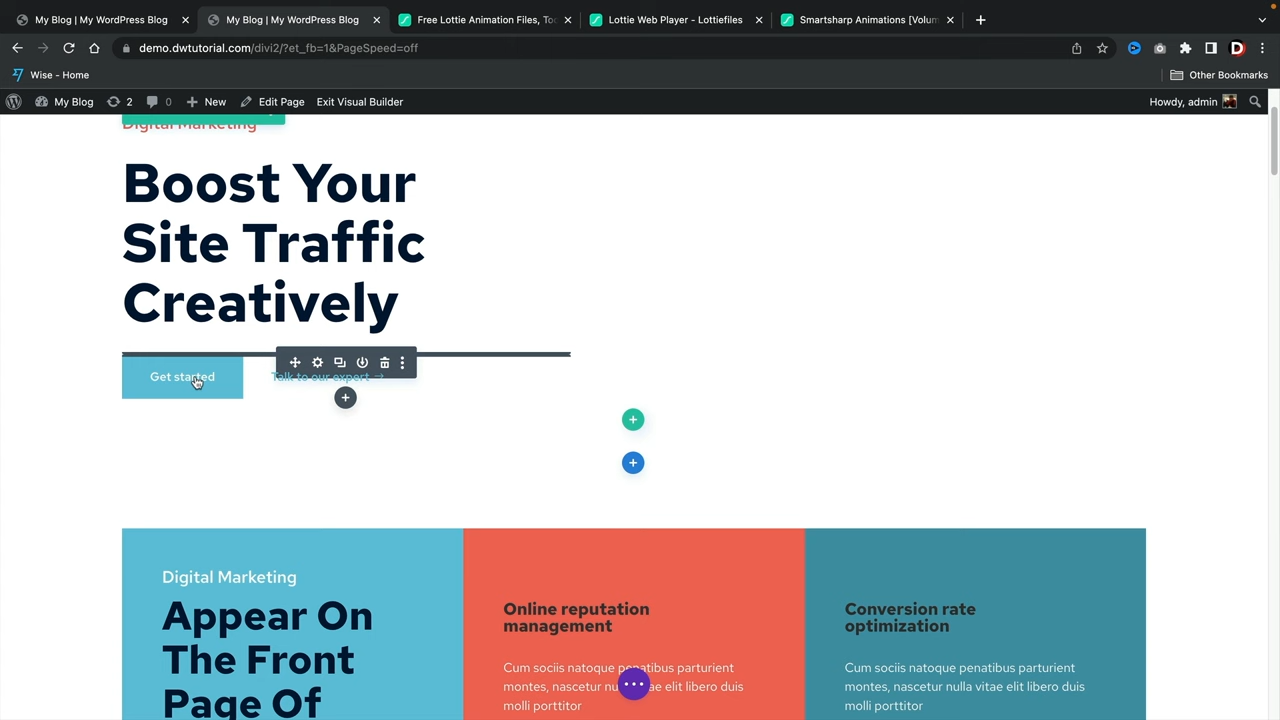 My Blog | My WordPress Blog
My Blog | My WordPress Blog
Free Lottie Animation Files, Too
Lottie Web Player - Lottiefiles
Smartsharp Animations [Volum
demo.dwtutorial.com/divi2/?et_fb=1&PageSpeed=off
Wise - Home
Other Bookmarks
My Blog
2
0
New
Edit Page
Exit Visual Builder
Howdy, admin
Digital Marketing
Boost Your
Site Traffic
Creatively
Get started
Talk to our expert →
Digital Marketing
Appear On
The Front
Page Of
Online reputation
management
Cum sociis natoque penatibus parturient
montes, nascetur nulla vitae elit libero duis
molli porttitor
Conversion rate
optimization
Cum sociis natoque penatibus parturient
montes, nascetur nulla vitae elit libero duis
molli porttitor